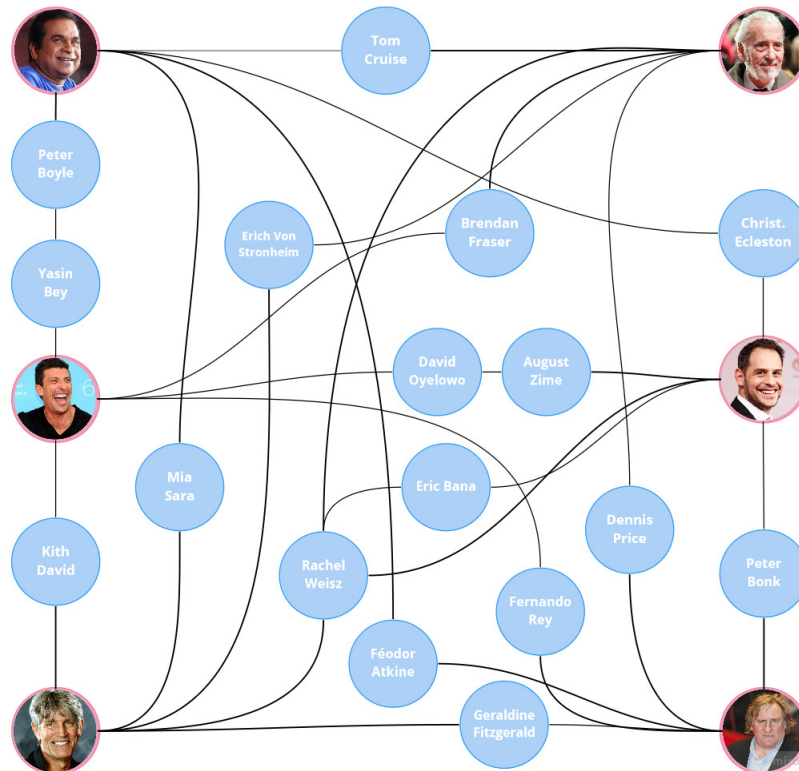 Tom
Cruise
Peter
Boyle
Erich Von
Stronheim
Brendan
Fraser
Christ.
Ecleston
Yasin
Bey
David
Oyelowo
August
Zime
Mia
Sara
Eric Bana
Dennis
Price
Kith
David
Rachel
Weisz
Peter
Bonk
Fernando
Rey
Féodor
Atkine
Geraldine
Fitzgerald